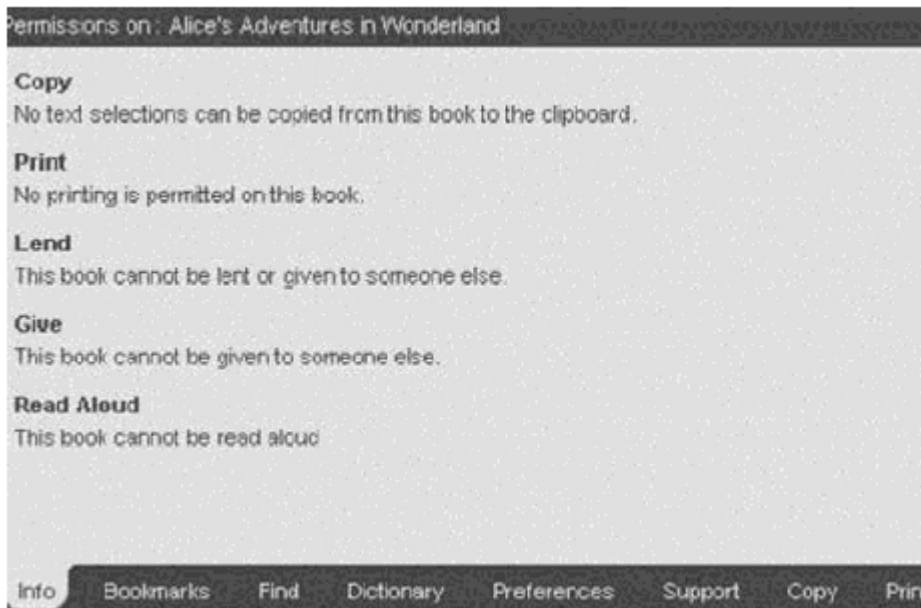 Permissions on: Alice's Adventures in Wonderland
Copy
No text selections can be copied from this book to the clipboard.
Print
No printing is permitted on this book.
Lend
This book cannot be lent or given to someone else.
Give
This book cannot be given to someone else.
Read Aloud
This book cannot be read aloud
Info Bookmarks Find Dictionary Preferences Support Copy Prin